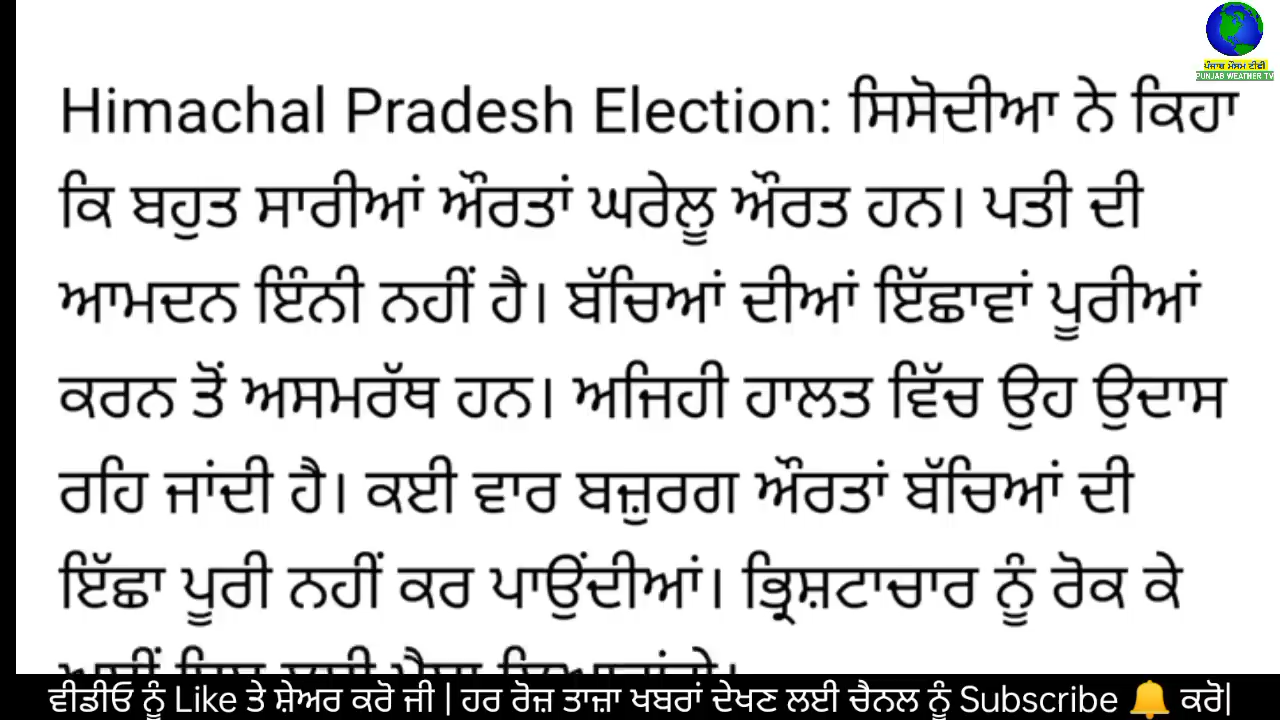 ਪੰਜਾਬ ਮੌਸਮ ਟੀਵੀ
PUNJAB WEATHER TV
Himachal Pradesh Election: ਸਿਸੋਦੀਆ ਨੇ ਕਿਹਾ
ਕਿ ਬਹੁਤ ਸਾਰੀਆਂ ਔਰਤਾਂ ਘਰੇਲੂ ਔਰਤ ਹਨ। ਪਤੀ ਦੀ
ਆਮਦਨ ਇੰਨੀ ਨਹੀਂ ਹੈ। ਬੱਚਿਆਂ ਦੀਆਂ ਇੱਛਾਵਾਂ ਪੂਰੀਆਂ
ਕਰਨ ਤੋਂ ਅਸਮਰੱਥ ਹਨ। ਅਜਿਹੀ ਹਾਲਤ ਵਿੱਚ ਉਹ ਉਦਾਸ
ਰਹਿ ਜਾਂਦੀ ਹੈ। ਕਈ ਵਾਰ ਬਜ਼ੁਰਗ ਔਰਤਾਂ ਬੱਚਿਆਂ ਦੀ
ਇੱਛਾ ਪੂਰੀ ਨਹੀਂ ਕਰ ਪਾਉਂਦੀਆਂ। ਭ੍ਰਿਸ਼ਟਾਚਾਰ ਨੂੰ ਰੋਕ ਕੇ
ਵੀਡੀਓ ਨੂੰ Like ਤੇ ਸ਼ੇਅਰ ਕਰੋ ਜੀ | ਹਰ ਰੋਜ਼ ਤਾਜ਼ਾ ਖਬਰਾਂ ਦੇਖਣ ਲਈ ਚੈਨਲ ਨੂੰ Subscribe 🔔 ਕਰੋ|